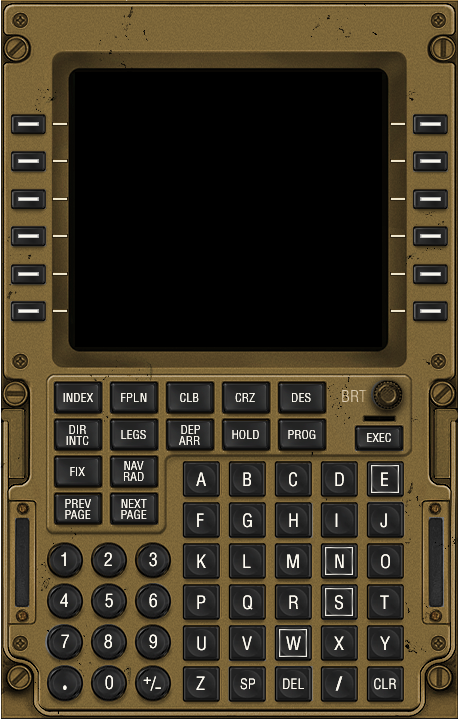 INDEX FPLN CLB CRZ DES BRT
DIR INTC LEGS DEP ARR HOLD PROG EXEC
FIX NAV RAD
A B C D E
PREV PAGE NEXT PAGE
F G H I J
1 2 3 K L M N O
4 5 6 P Q R S T
7 8 9 U V W X Y
. 0 +/- Z SP DEL / CLR